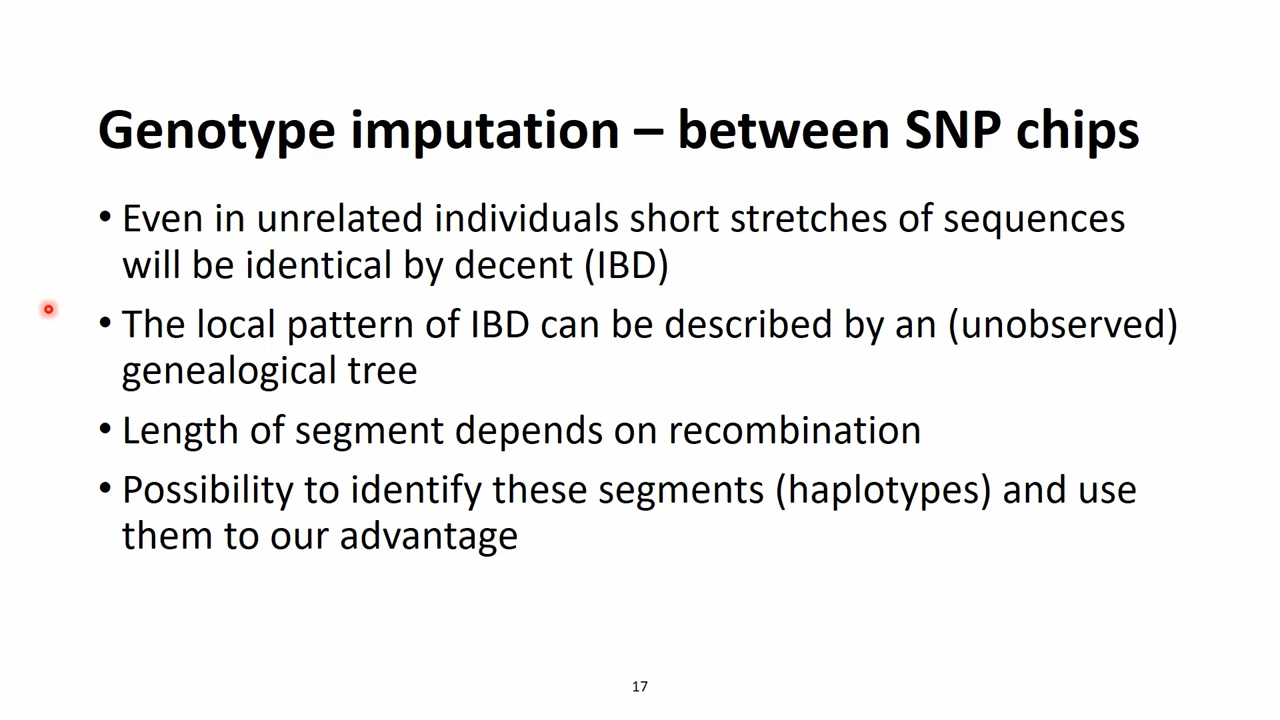 Genotype imputation – between SNP chips
• Even in unrelated individuals short stretches of sequences
will be identical by decent (IBD)
• The local pattern of IBD can be described by an (unobserved)
genealogical tree
• Length of segment depends on recombination
• Possibility to identify these segments (haplotypes) and use
them to our advantage
17